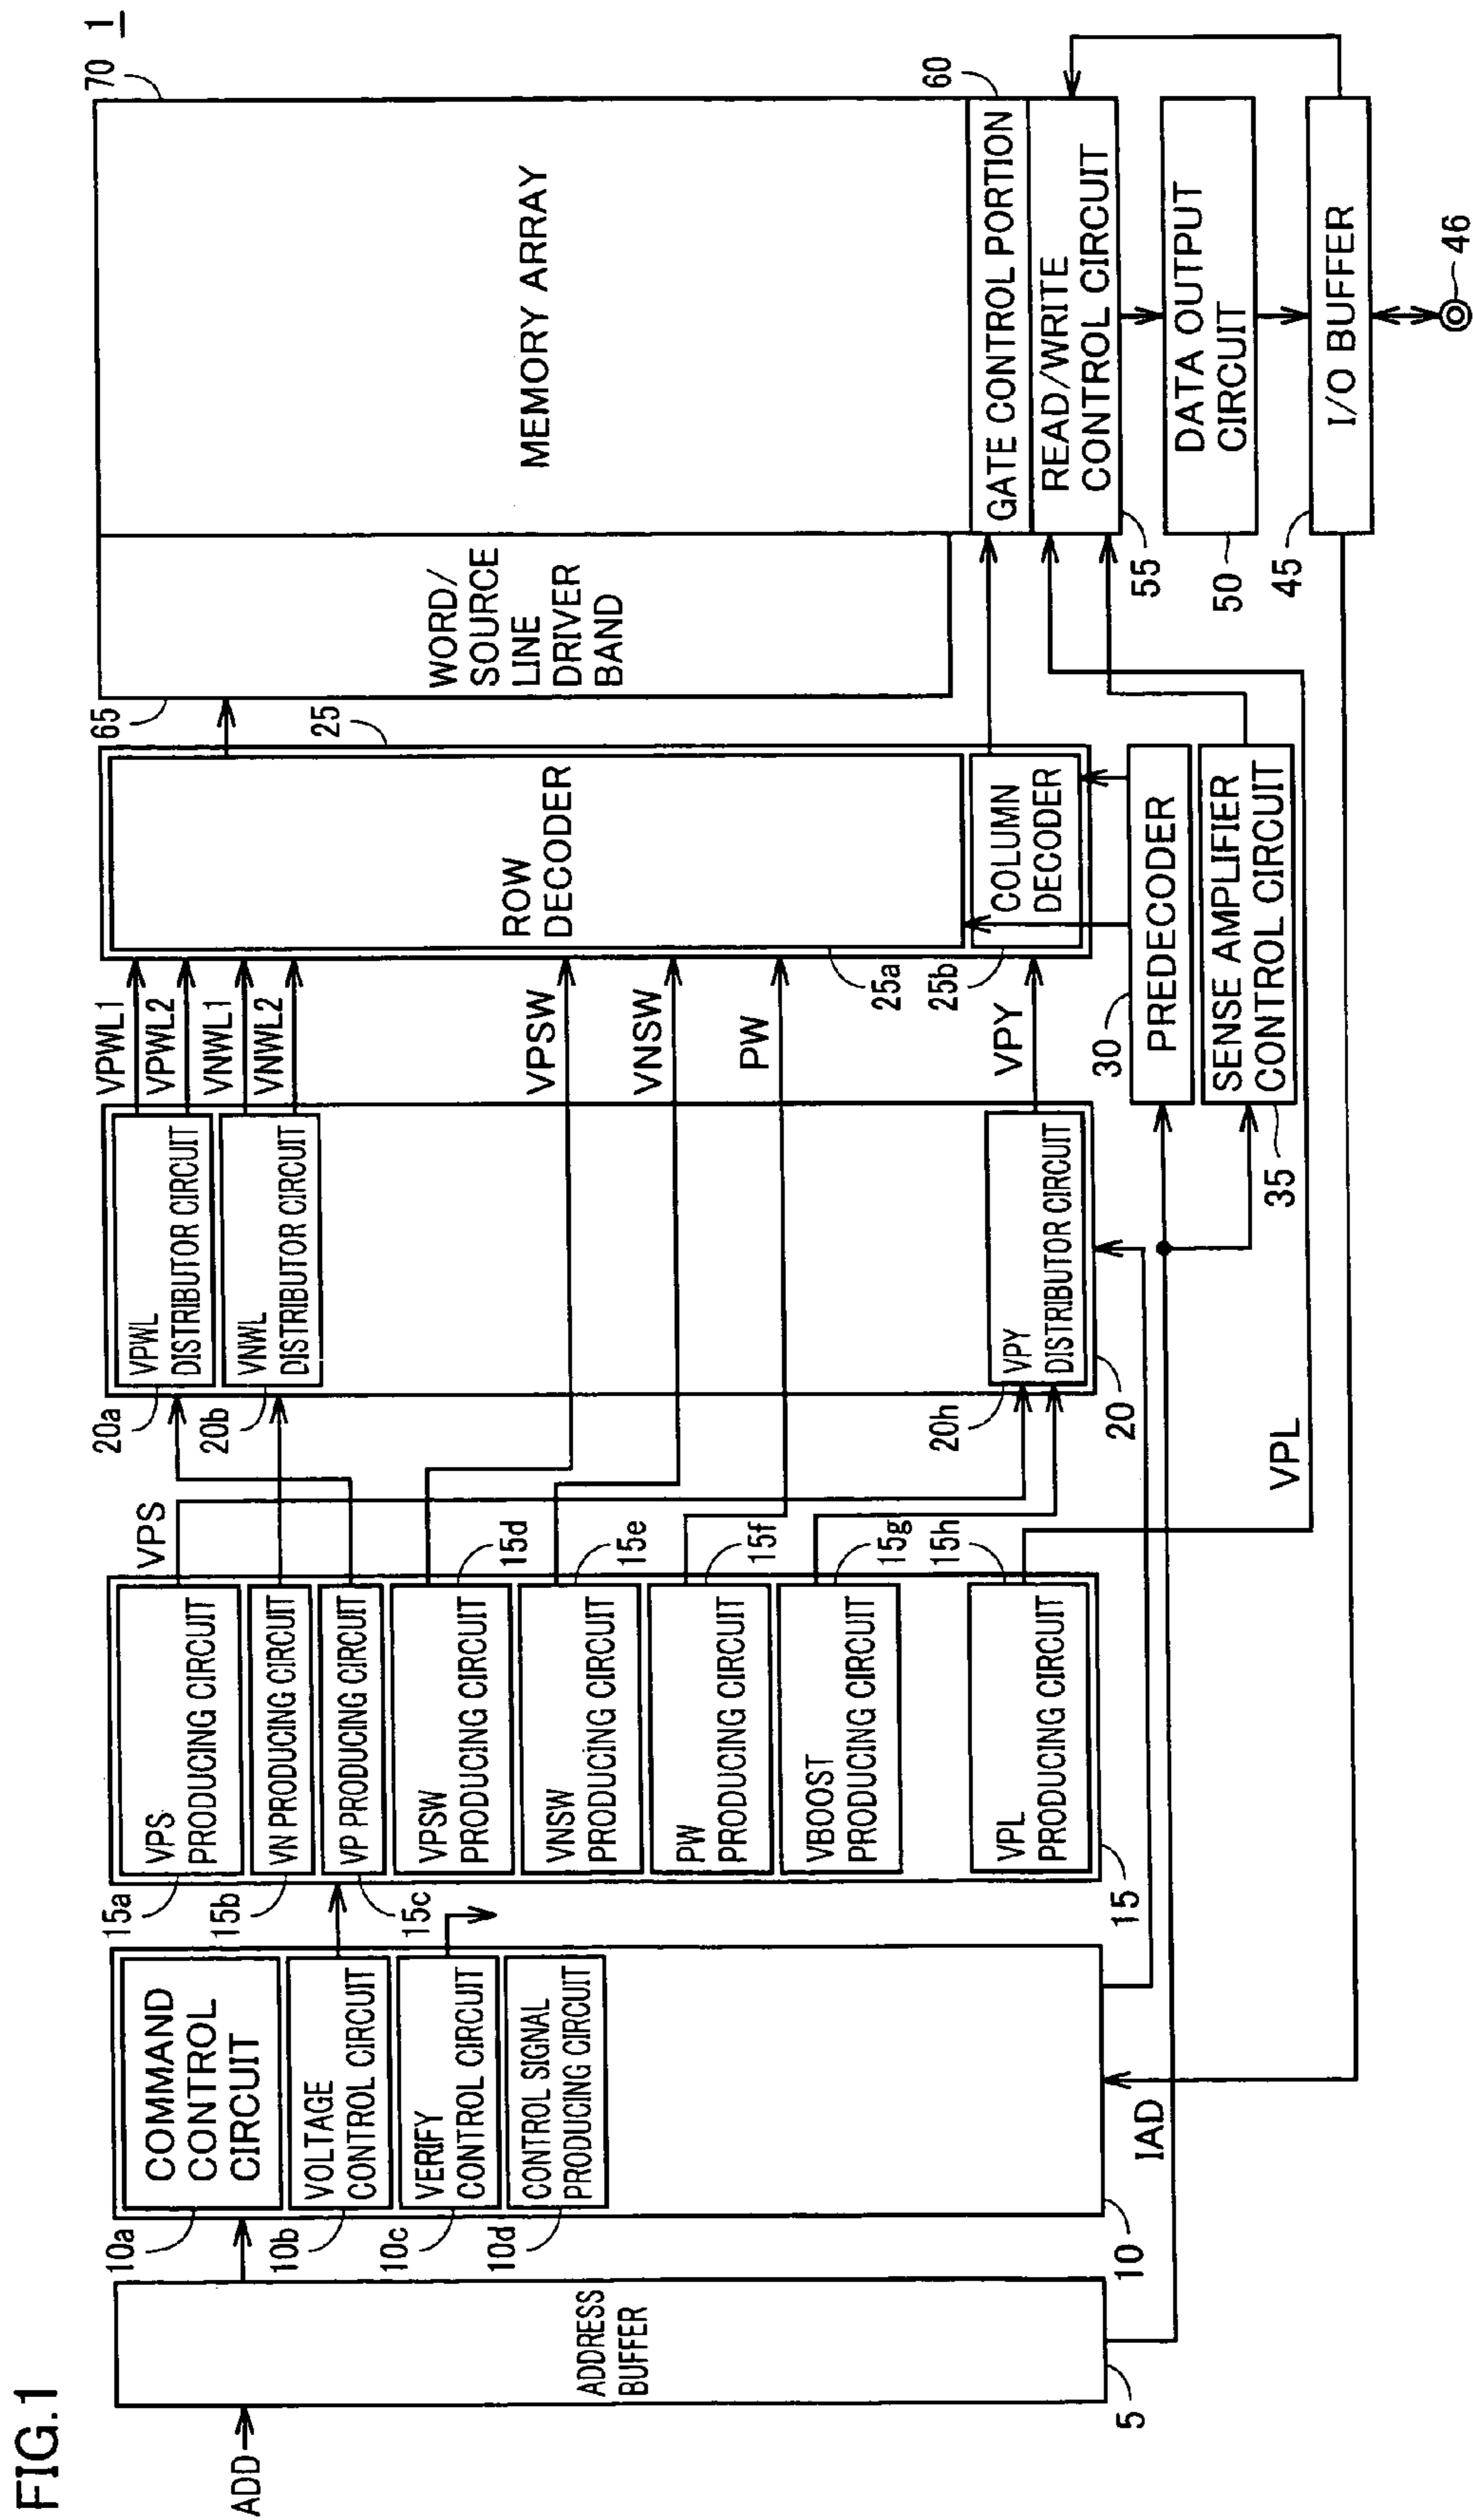 FIG.1
1
ADD
ADDRESS
BUFFER
5
10a
COMMAND
CONTROL
CIRCUIT
10b
VOLTAGE
CONTROL CIRCUIT
10c
VERIFY
CONTROL CIRCUIT
10d
CONTROL SIGNAL
PRODUCING CIRCUIT
10
IAD
15a
VPS
PRODUCING CIRCUIT
15b
VN PRODUCING CIRCUIT
15c
VP PRODUCING CIRCUIT
VPSW
PRODUCING CIRCUIT
15d
VNSW
PRODUCING CIRCUIT
15e
PW
PRODUCING CIRCUIT
15f
VBOOST
PRODUCING CIRCUIT
15g
VPL
PRODUCING CIRCUIT
15h
15
VPS
VPL
20a
VPWL
DISTRIBUTOR CIRCUIT
20b
VNWL
DISTRIBUTOR CIRCUIT
20h
VPY
DISTRIBUTOR CIRCUIT
20
VPWL1
VPWL2
VNWL1
VNWL2
VPSW
VNSW
PW
VPY
ROW
DECODER
25a
COLUMN
DECODER
25b
25
30
PREDECODER
35
SENSE AMPLIFIER
CONTROL CIRCUIT
65
WORD/
SOURCE
LINE
DRIVER
BAND
MEMORY ARRAY
70
GATE CONTROL PORTION
60
READ/WRITE
CONTROL CIRCUIT
55
DATA OUTPUT
CIRCUIT
50
I/O BUFFER
45
46